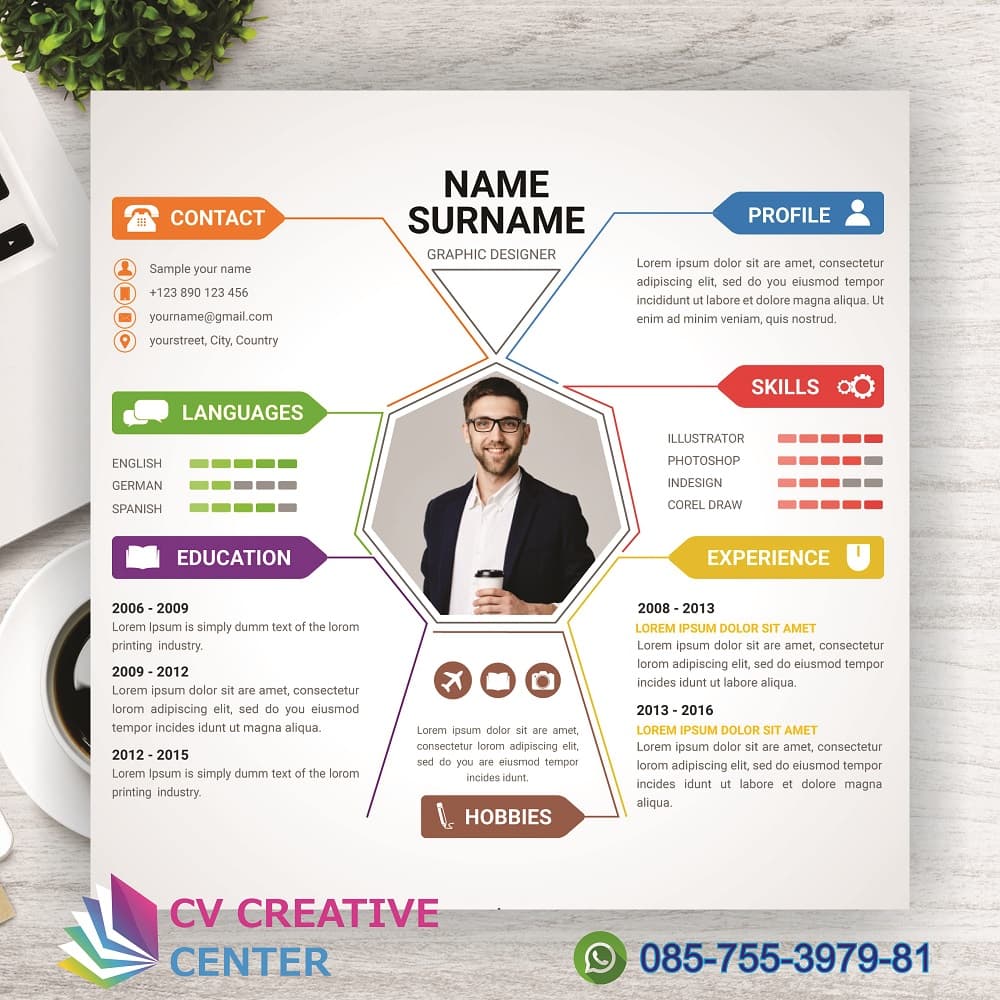 NAME
SURNAME
GRAPHIC DESIGNER
CONTACT
Sample your name
+123 890 123 456
yourname@gmail.com
yourstreet, City, Country
LANGUAGES
ENGLISH
GERMAN
SPANISH
EDUCATION
2006 - 2009
Lorem Ipsum is simply dumm text of the lorom
printing industry.
2009 - 2012
Lorem ipsum dolor sit ame, consectetur
lorom, adipiscing elit, sed do you eiusmod
tempor incides idunt ut magna aliqua.
2012 - 2015
Lorem Ipsum is simply dumm text of the lorom
printing industry.
PROFILE
Lorem ipsum dolor sit amet, consectetur
adipiscing elit, sed do you eiusmod tempor
incididunt ut labore et dolore magna aliqua. Ut
enim ad minim veniam, quis nostrud.
SKILLS
ILLUSTRATOR
PHOTOSHOP
INDESIGN
COREL DRAW
EXPERIENCE
2008 - 2013
LOREM IPSUM DOLOR SIT AMET
Lorem ipsum dolor sit amet, consectetur
lorom adipiscing elit, sed do you eiusmod
tempor incides incidunt ut labore aliqua.
2013 - 2016
LOREM IPSUM DOLOR SIT AMET
Lorem ipsum dolor sit amet, consectetur
lorom adipiscing elit, sed do you eiusmod
tempor incides idunt ut labore et dolore magna
aliqua.
Lorem ipsum dolor sit amet,
consectetur lorem adipiscing elit,
sed do you are eiusmod tempor
incides idunt.
HOBBIES
CV CREATIVE
CENTER
085-755-3979-81